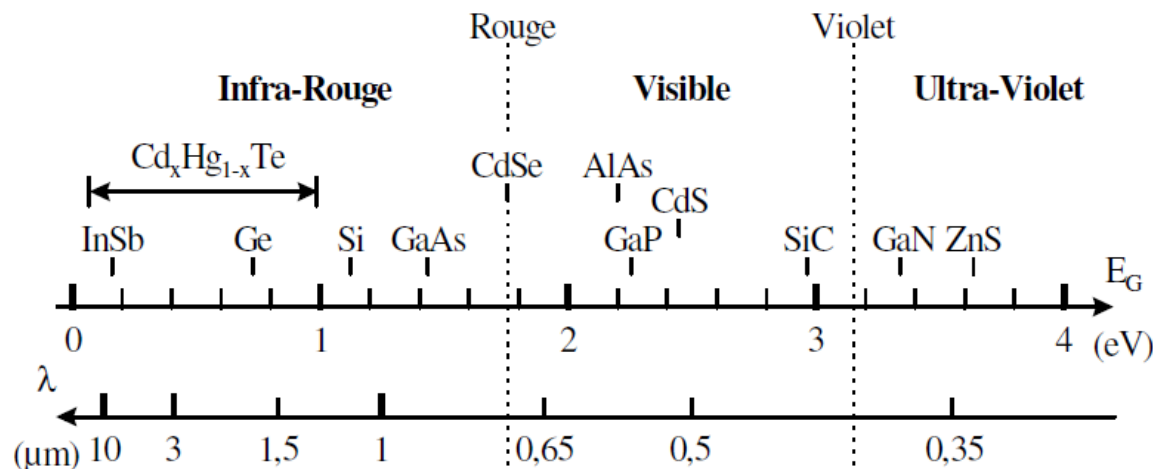 Rouge Violet
Infra-Rouge Visible Ultra-Violet
CdxHg1-xTe CdSe AlAs
CdS
InSb Ge Si GaAs GaP SiC GaN ZnS
EG
0 1 2 3 4 (eV)
λ
(μm) 10 3 1,5 1 0,65 0,5 0,35